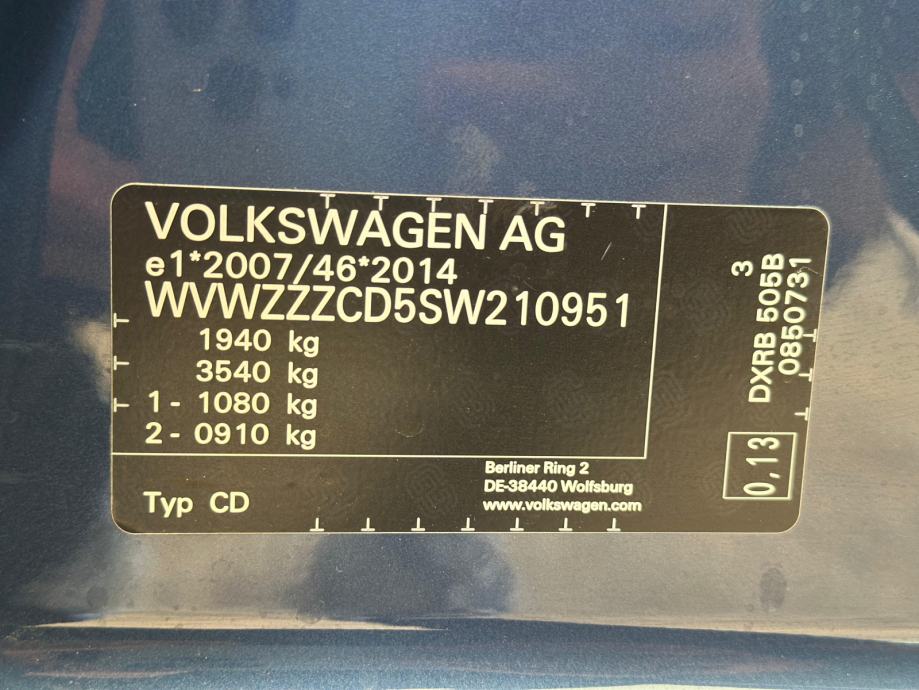 VOLKSWAGEN AG
e1*2007/46*2014
WVWZZZCD5SW210951
1940 kg
3540 kg
1- 1080 kg
2- 0910 kg
Typ CD
Berliner Ring 2
DE-38440 Wolfsburg
www.volkswagen.com
3
DXRB 505B
0850731
0,13